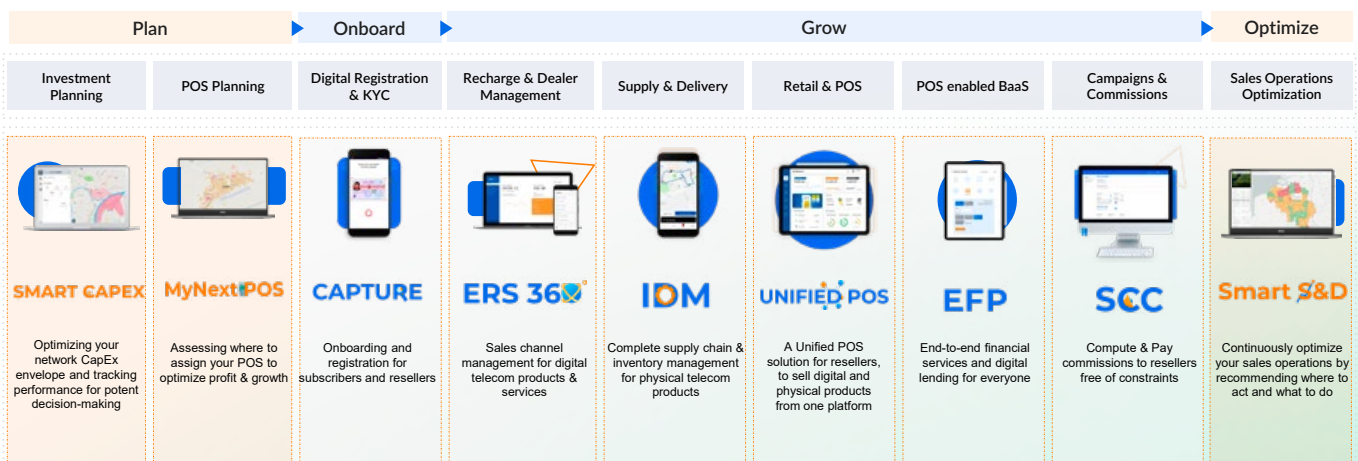 Plan
Onboard
Grow
Optimize
Investment
Planning
POS Planning
Digital Registration
& KYC
Recharge & Dealer
Management
Supply & Delivery
Retail & POS
POS enabled BaaS
Campaigns &
Commissions
Sales Operations
Optimization
SMART CAPEX
MyNext POS
CAPTURE
ERS 360°
IDM
UNIFIED POS
EFP
SCC
Smart S&D
Optimizing your
network CapEx
envelope and tracking
performance for potent
decision-making
Assessing where to
assign your POS to
optimize profit & growth
Onboarding and
registration for
subscribers and resellers
Sales channel
management for digital
telecom products &
services
Complete supply chain &
inventory management
for physical telecom
products
A Unified POS
solution for resellers,
to sell digital and
physical products
from one platform
End-to-end financial
services and digital
lending for everyone
Compute & Pay
commissions to resellers
free of constraints
Continuously optimize
your sales operations by
recommending where to
act and what to do